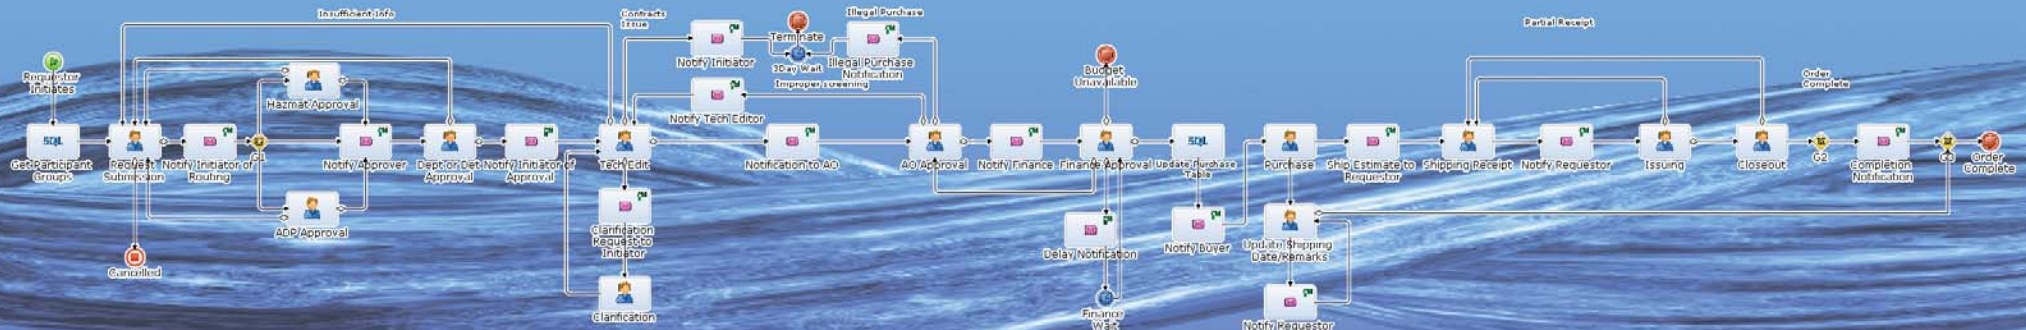 Insufficient Info
Contracts
Issue
Illegal Purchase
Partial Receipt
Terminate
3Day Wait
Notify Initiator
Illegal Purchase
Notification
Improper screening
Requestor
Initiates
Budget
Unavailable
Order
Complete
Hazmat Approval
Notify Tech Editor
SQL
Get Participant
Groups
Request
Submission
Notify Initiator of
Routing
G1
Notify Approver
Dept or Det
Approval
Notify Initiator of
Approval
Tech Edit
Notification to AO
AO Approval
Notify Finance
Finance Approval
SQL
Update Purchase
Table
Purchase
Ship Estimate to
Requestor
Shipping Receipt
Notify Requestor
Issuing
Closeout
G2
Completion
Notification
G3
Order
Complete
ADP Approval
Clarification
Request to
Initiator
Delay Notification
Notify Buyer
Update Shipping
Date/Remarks
Cancelled
Clarification
Finance
Wait
Notify Requestor